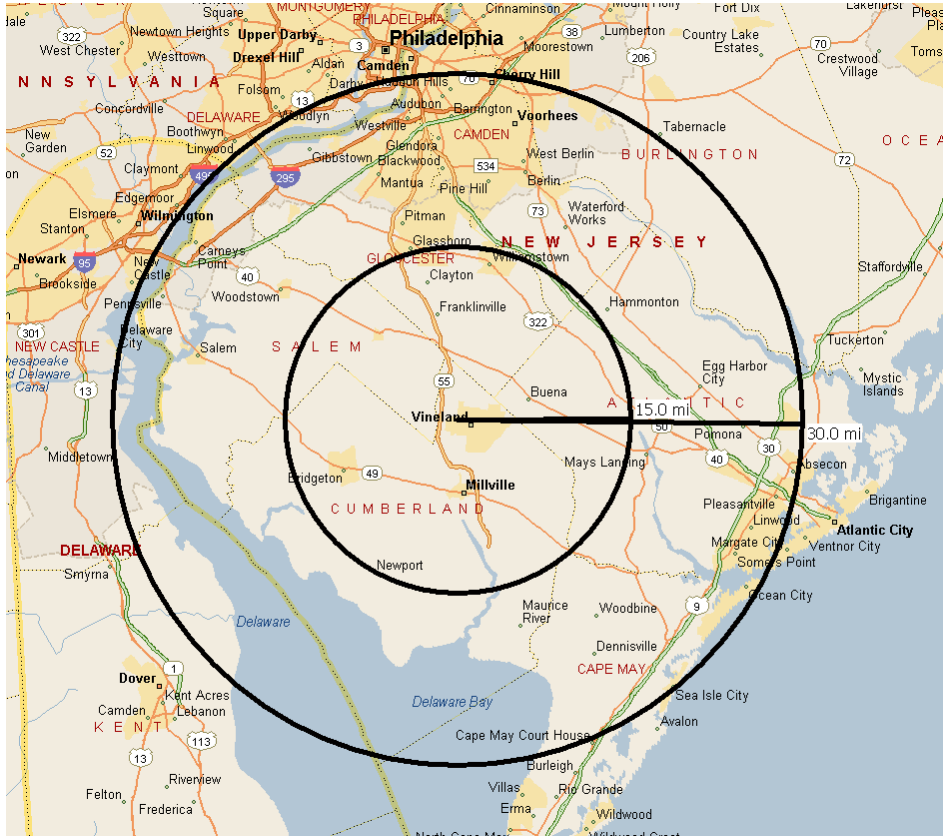 MONTGOMERY
PHILADELPHIA
Cinnaminson
Fort Dix
Lakehurst
Square
322
Newtown Heights
Upper Darby
3
Philadelphia
38
Lumberton
Country Lake
Estates
West Chester
Westtown
Drexel Hill
Aldan
Camden
Moorestown
206
70
Crestwood
Village
NNSYLVANIA
Folsom
13
Darby
70
Cherry Hill
Concordville
DELAWARE
Woodlyn
Audubon
Barrington
Voorhees
Boothwyn
Westville
CAMDEN
Tabernacle
New
Garden
Linwood
Glendora
OCEA
52
Claymont
Gibbstown
Blackwood
534
West Berlin
BURLINGTON
72
295
Mantua
Pine Hill
Berlin
Edgemoor
Elsmere
Wilmington
Pitman
73
Waterford
Works
Stanton
Glassboro
NEW JERSEY
Newark
95
Carneys
Point
GLOUCESTER
Williamstown
Staffordville
Brookside
New
Castle
40
Clayton
Woodstown
Pennsville
Franklinville
Hammonton
301
Delaware
City
322
Tuckerton
NEW CASTLE
Salem
SALEM
Chesapeake
nd Delaware
Canal
13
55
Egg Harbor
City
Mystic
Islands
Buena
ATLANTIC
Vineland
15.0 mi
50
Pomona
30.0 mi
Middletown
30
Bridgeton
49
Mays Landing
40
Absecon
Millville
Pleasantville
Brigantine
CUMBERLAND
Linwood
Atlantic City
DELAWARE
Margate City
Ventnor City
Smyrna
Newport
Somers Point
Ocean City
Maurice
River
Woodbine
9
Delaware
Dennisville
1
CAPE MAY
Dover
Kent Acres
Sea Isle City
Camden
Lebanon
Delaware Bay
Avalon
KENT
113
Cape May Court House
13
Burleigh
Riverview
Villas
Rio Grande
Felton
Frederica
Erma
Wildwood
North Cape May
Wildwood Crest